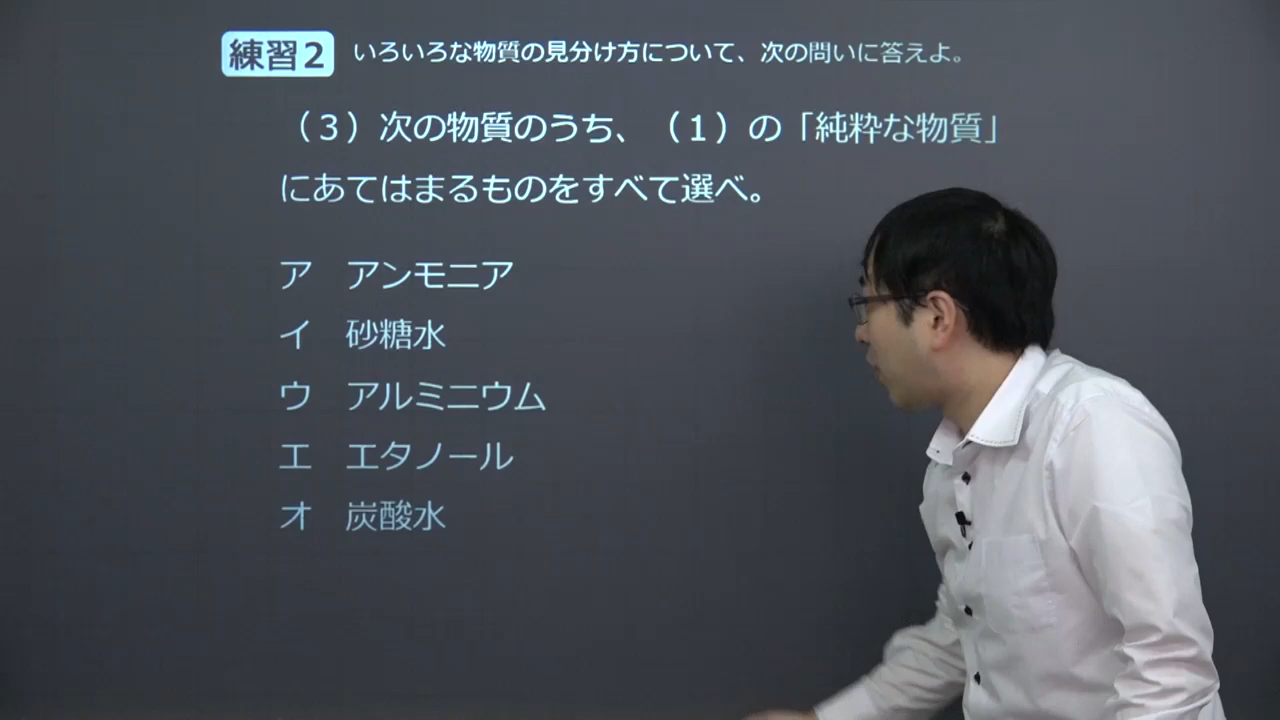 練習2 いろいろな物質の見分け方について、次の問いに答えよ。
（３）次の物質のうち、（１）の「純粋な物質」
にあてはまるものをすべて選べ。
ア　アンモニア
イ　砂糖水
ウ　アルミニウム
エ　エタノール
オ　炭酸水